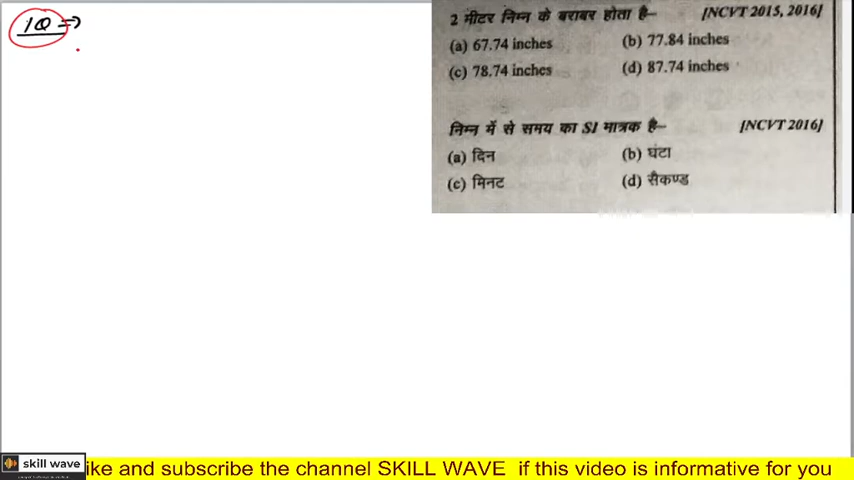 1Q ⇒
2 मीटर निम्न के बराबर होता है– [NCVT 2015, 2016]
(a) 67.74 inches (b) 77.84 inches
(c) 78.74 inches (d) 87.74 inches
निम्न में से समय का SI मात्रक है– [NCVT 2016]
(a) दिन (b) घंटा
(c) मिनट (d) सैकण्ड
skill wave
ike and subscribe the channel SKILL WAVE if this video is informative for you